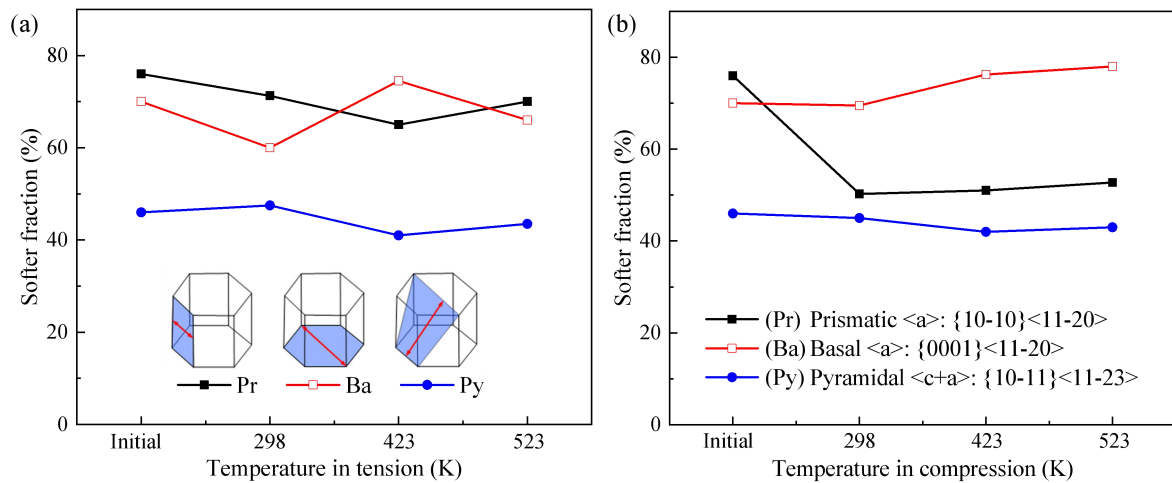 (a)
80
60
40
20
0
Softer fraction (%)
Pr Ba Py
Initial 298 423 523
Temperature in tension (K)
(b)
80
60
40
20
0
Softer fraction (%)
(Pr) Prismatic <a>: {10-10}<11-20>
(Ba) Basal <a>: {0001}<11-20>
(Py) Pyramidal <c+a>: {10-11}<11-23>
Initial 298 423 523
Temperature in compression (K)